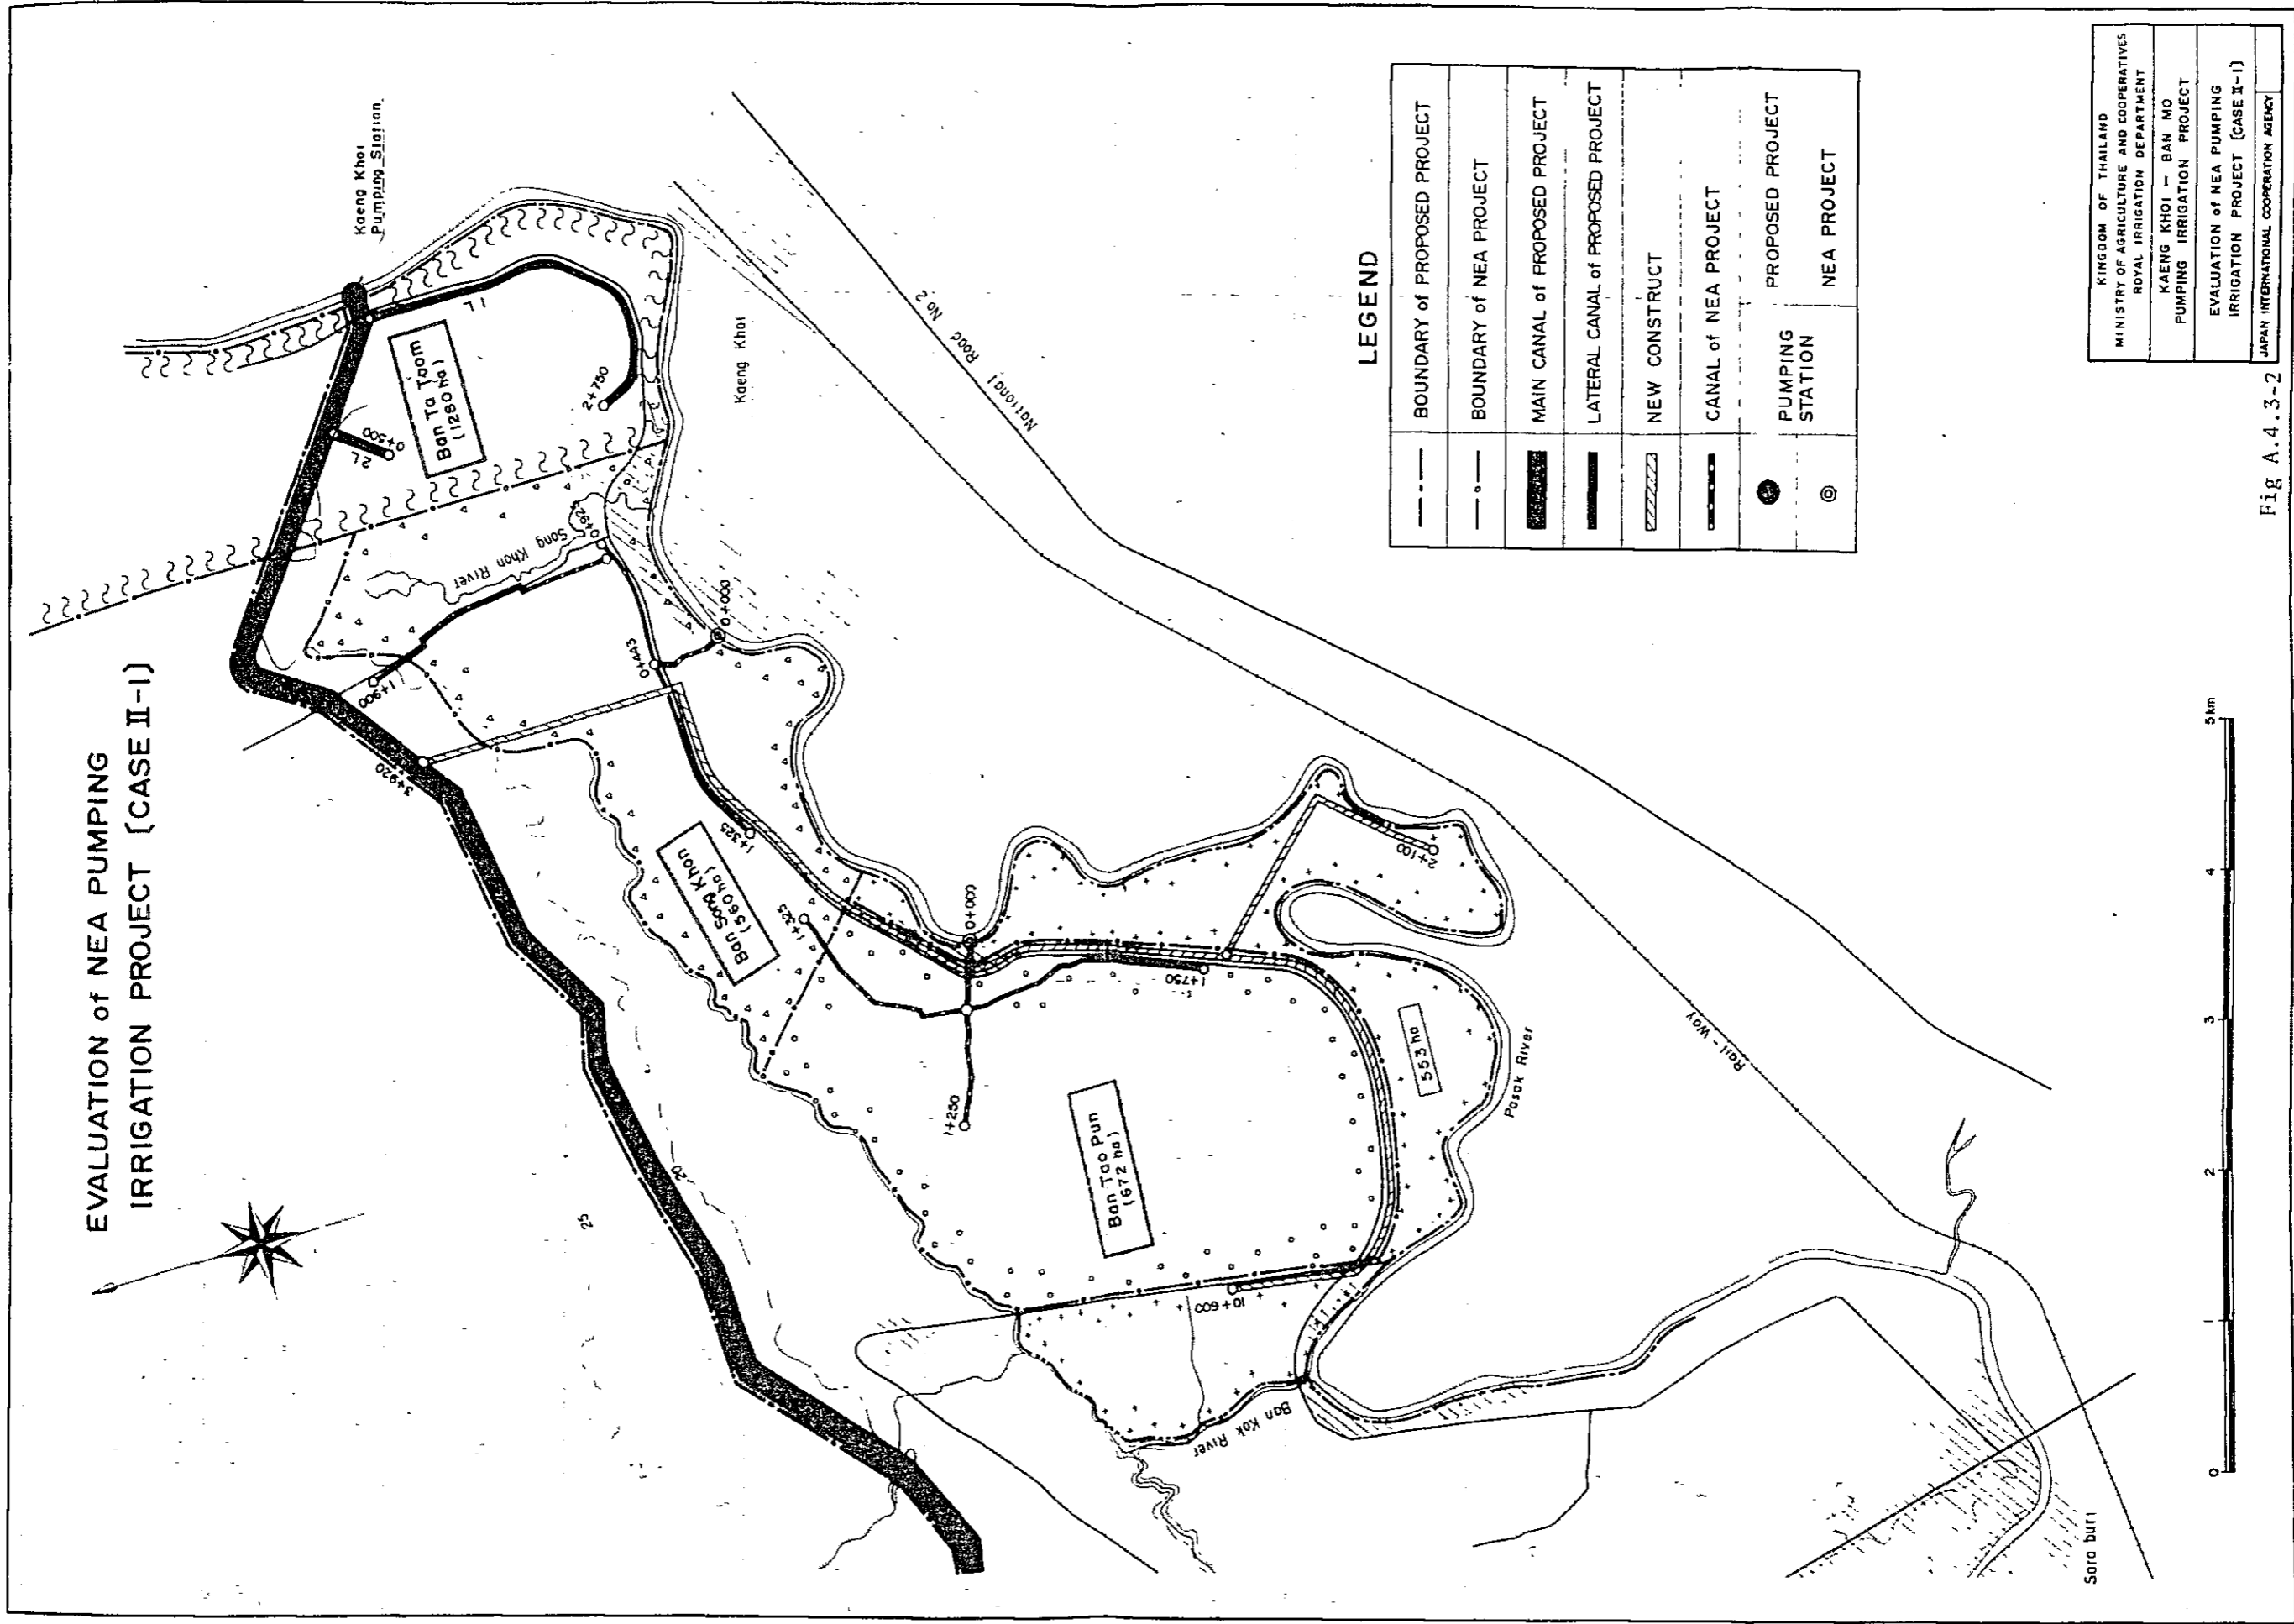 EVALUATION of NEA PUMPING
IRRIGATION PROJECT (CASE II-1)
Kaeng Khoi
Pumping Station
1L
2L
0+500
2+750
Ban Ta Toom
(1280 ha)
Kaeng Khoi
National Road No.2
Song Khon River
0+925
0+000
0+443
1+900
3+920
Ban Song Khon
(560 ha)
1+325
1+325
0+000
2+100
1+750
1+250
Ban Tao Pun
(672 ha)
553 ha
Pasak River
Rail-Way
20
25
10+600
Ban Kok River
Sara buri
LEGEND
BOUNDARY of PROPOSED PROJECT
BOUNDARY of NEA PROJECT
MAIN CANAL of PROPOSED PROJECT
LATERAL CANAL of PROPOSED PROJECT
NEW CONSTRUCT
CANAL of NEA PROJECT
PUMPING
STATION
PROPOSED PROJECT
NEA PROJECT
0 1 2 3 4 5km
KINGDOM OF THAILAND
MINISTRY OF AGRICULTURE AND COOPERATIVES
ROYAL IRRIGATION DEPARTMENT
KAENG KHOI – BAN MO
PUMPING IRRIGATION PROJECT
EVALUATION of NEA PUMPING
IRRIGATION PROJECT (CASE II-1)
JAPAN INTERNATIONAL COOPERATION AGENCY
Fig A.4.3-2